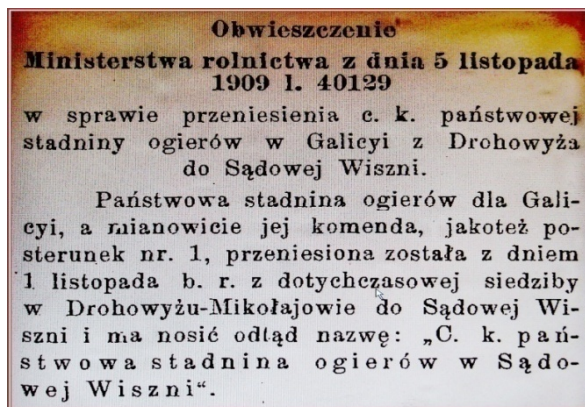 Obwieszczenie
Ministerstwa rolnictwa z dnia 5 listopada
1909 l. 40129
w sprawie przeniesienia c. k. państwowej
stadniny ogierów w Galicyi z Drohowyża
do Sądowej Wiszni.
Państwowa stadnina ogierów dla Gali-
cyi, a mianowicie jej komenda, jakoteż po-
sterunek nr. 1, przeniesiona została z dniem
1 listopada b. r. z dotychczasowej siedziby
w Drohowyżu-Mikołajowie do Sądowej Wi-
szni i ma nosić odtąd nazwę: „C. k. pań-
stwowa stadnina ogierów w Sądo-
wej Wiszni“.